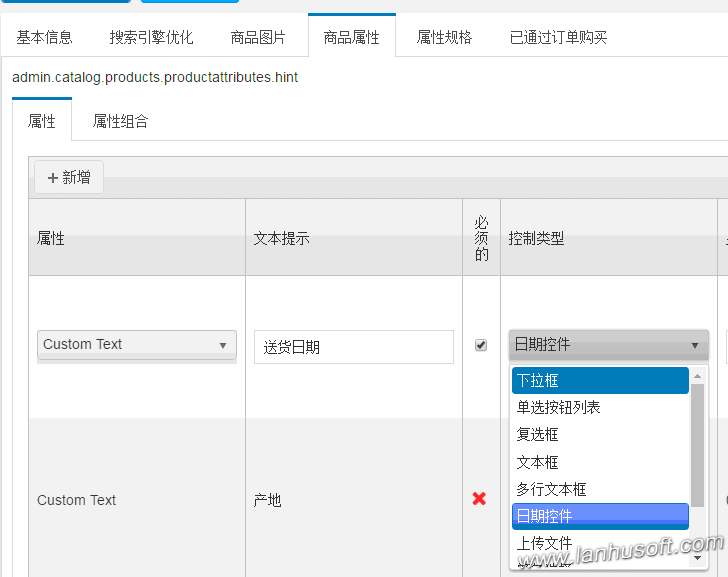 基本信息 搜索引擎优化 商品图片 商品属性 属性规格 已通过订单购买
admin.catalog.products.productattributes.hint
属性 属性组合
+ 新增
属性 文本提示 必须的 控制类型
Custom Text 送货日期 日期控件
下拉框
单选按钮列表
复选框
文本框
多行文本框
日期控件
上传文件
Custom Text 产地
www.lanhusoft.com